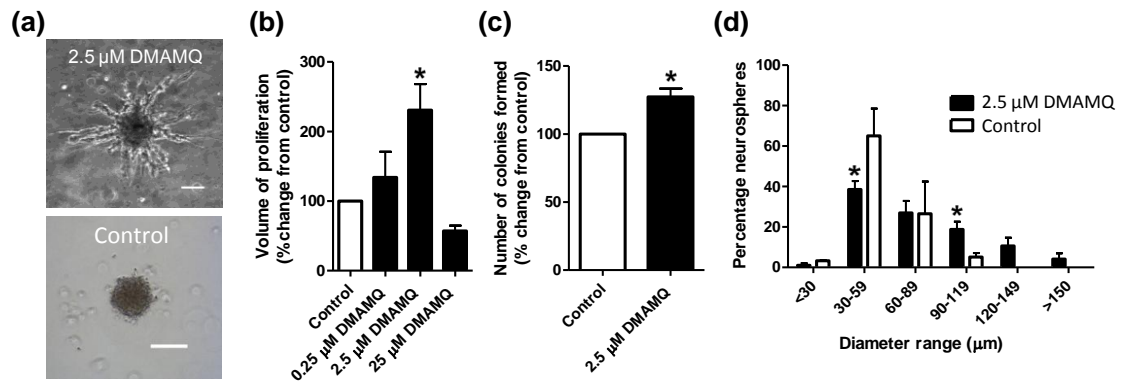 (a)
2.5 µM DMAMQ
Control
(b)
Volume of proliferation
(% change from control)
300
200
100
0
*
Control
0.25 µM DMAMQ
2.5 µM DMAMQ
25 µM DMAMQ
(c)
Number of colonies formed
(% change from control)
150
100
50
0
*
Control
2.5 µM DMAMQ
(d)
Percentage neurospheres
100
80
60
40
20
0
2.5 µM DMAMQ
Control
*
*
<30
30-59
60-89
90-119
120-149
>150
Diameter range (µm)